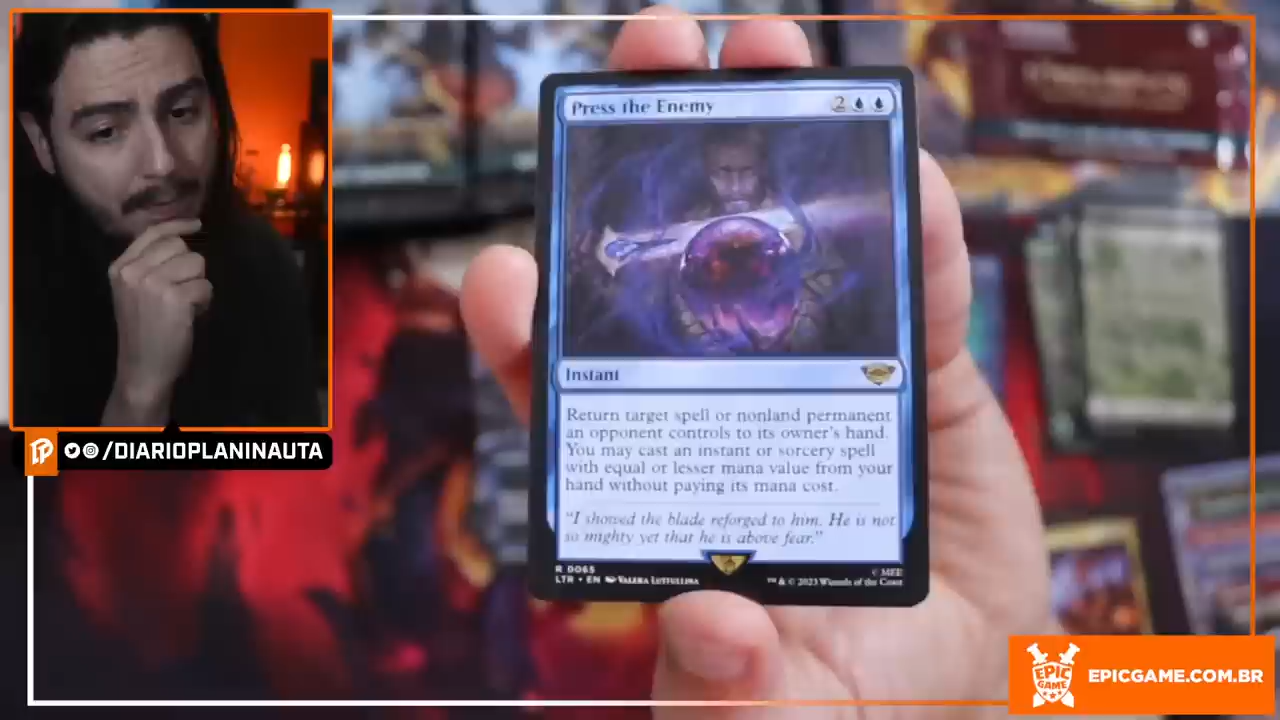 Press the Enemy 2
Instant
Return target spell or nonland permanent
an opponent controls to its owner's hand.
You may cast an instant or sorcery spell
with equal or lesser mana value from your
hand without paying its mana cost.
"I showed the blade reforged to him. He is not
so mighty yet that he is above fear."
R 0065
LTR • EN VALERA LUTFULLINA
© MEE
™ & © 2023 Wizards of the Coast
/DIARIOPLANINAUTA
EPIC
GAME
EPICGAME.COM.BR